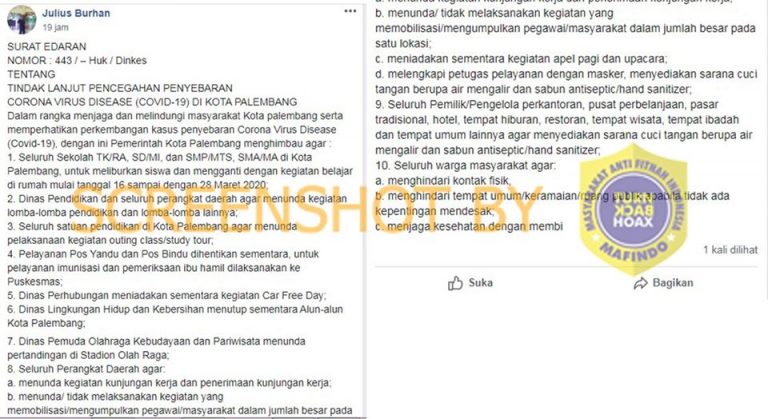 Julius Burhan
19 jam
SURAT EDARAN
NOMOR : 443 / -- Huk / Dinkes
TENTANG
TINDAK LANJUT PENCEGAHAN PENYEBARAN
CORONA VIRUS DISEASE (COVID-19) DI KOTA PALEMBANG
Dalam rangka menjaga dan melindungi masyarakat Kota palembang serta
memperhatikan perkembangan kasus penyebaran Corona Virus Disease
(Covid-19), dengan ini Pemerintah Kota Palembang menghimbau agar :
1. Seluruh Sekolah TK/RA, SD/MI, dan SMP/MTS, SMA/MA di Kota
Palembang, untuk meliburkan siswa dan mengganti dengan kegiatan belajar
di rumah mulai tanggal 16 sampai dengan 28 Maret 2020;
2. Dinas Pendidikan dan seluruh perangkat daerah agar menunda kegiatan
lomba-lomba pendidikan dan lomba-lomba lainnya;
3. Seluruh satuan pendidikan di Kota Palembang agar menunda
pelaksanaan kegiatan outing class/study tour;
4. Pelayanan Pos Yandu dan Pos Bindu dihentikan sementara, untuk
pelayanan imunisasi dan pemeriksaan ibu hamil dilaksanakan ke
Puskesmas;
5. Dinas Perhubungan meniadakan sementara kegiatan Car Free Day;
6. Dinas Lingkungan Hidup dan Kebersihan menutup sementara Alun-alun
Kota Palembang;
7. Dinas Pemuda Olahraga Kebudayaan dan Pariwisata menunda
pertandingan di Stadion Olah Raga;
8. Seluruh Perangkat Daerah agar:
a. menunda kegiatan kunjungan kerja dan penerimaan kunjungan kerja;
b. menunda/ tidak melaksanakan kegiatan yang
memobilisasi/mengumpulkan pegawai/masyarakat dalam jumlah besar pada
b. menunda/ tidak melaksanakan kegiatan yang
memobilisasi/mengumpulkan pegawai/masyarakat dalam jumlah besar pada
satu lokasi;
c. meniadakan sementara kegiatan apel pagi dan upacara;
d. melengkapi petugas pelayanan dengan masker, menyediakan sarana cuci
tangan berupa air mengalir dan sabun antiseptic/hand sanitizer;
9. Seluruh Pemilik/Pengelola perkantoran, pusat perbelanjaan, pasar
tradisional, hotel, tempat hiburan, restoran, tempat wisata, tempat ibadah
dan tempat umum lainnya agar menyediakan sarana cuci tangan berupa air
mengalir dan sabun antiseptic/hand sanitizer;
10. Seluruh warga masyarakat agar:
a. menghindari kontak fisik,
b. menghindari tempat umum/keramaian/ruang publik apabila tidak ada
kepentingan mendesak;
c. menjaga kesehatan dengan membi
1 kali dilihat
Suka
Bagikan
SCREENSHOT BY
MASYARAKAT ANTI FITNAH INDONESIA
TURN BACK HOAX
MAFINDO